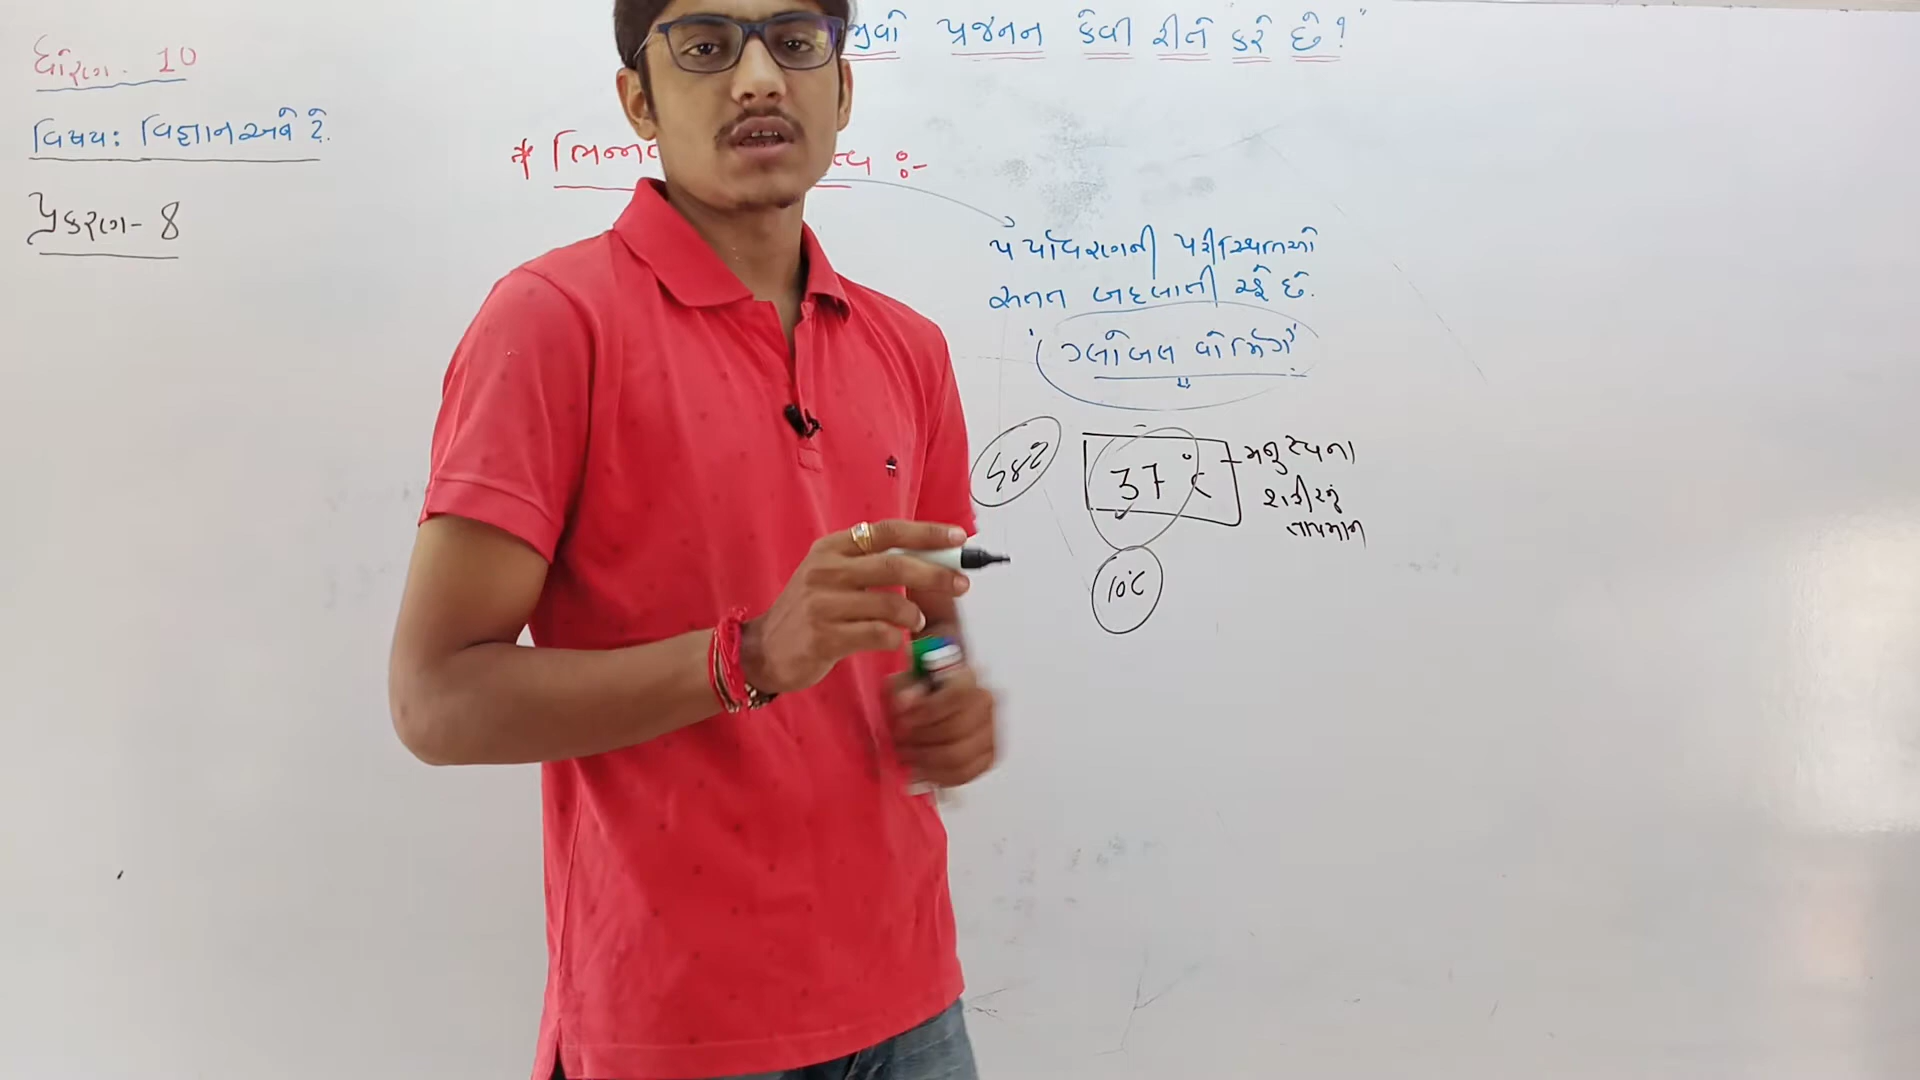 ધોરણ. 10
વિષય: વિજ્ઞાન અને ટે.
પ્રકરણ- 8
જીવો પ્રજનન કેવી રીતે કરે છે?"
*
:-
પર્યાવરણની પરીસ્થિતિઓ
સતત બદલાતી રહે છે.
"ગ્લોબલ વોર્મિંગ"
37°C
મનુષ્યના
શરીરનું
તાપમાન
10°C